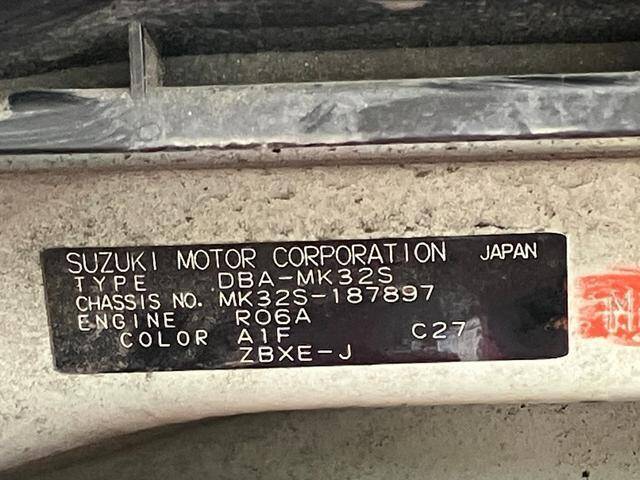 SUZUKI MOTOR CORPORATION JAPAN
TYPE DBA-MK32S
CHASSIS NO. MK32S-187897
ENGINE R06A
COLOR A1F C27
ZBXE-J